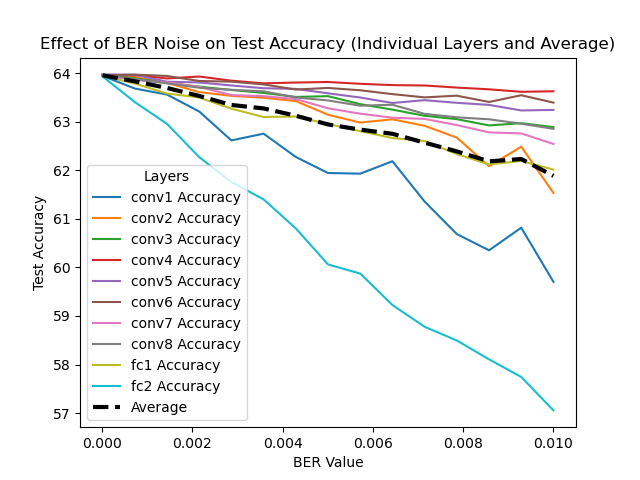 Effect of BER Noise on Test Accuracy (Individual Layers and Average)
64
63
62
61
60
59
58
57
Test Accuracy
Layers
conv1 Accuracy
conv2 Accuracy
conv3 Accuracy
conv4 Accuracy
conv5 Accuracy
conv6 Accuracy
conv7 Accuracy
conv8 Accuracy
fc1 Accuracy
fc2 Accuracy
Average
0.000 0.002 0.004 0.006 0.008 0.010
BER Value